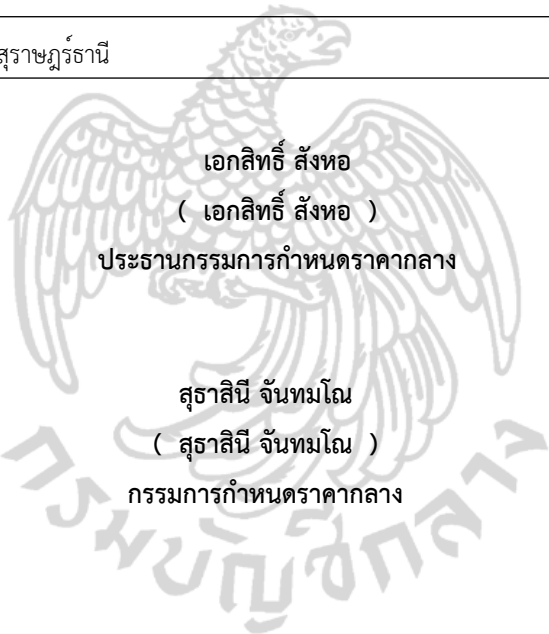 สุราษฎร์ธานี
เอกสิทธิ์ สังหอ
( เอกสิทธิ์ สังหอ )
ประธานกรรมการกำหนดราคากลาง
สุธาสินี จันทมโณ
( สุธาสินี จันทมโณ )
กรรมการกำหนดราคากลาง
กรมบัญชีกลาง